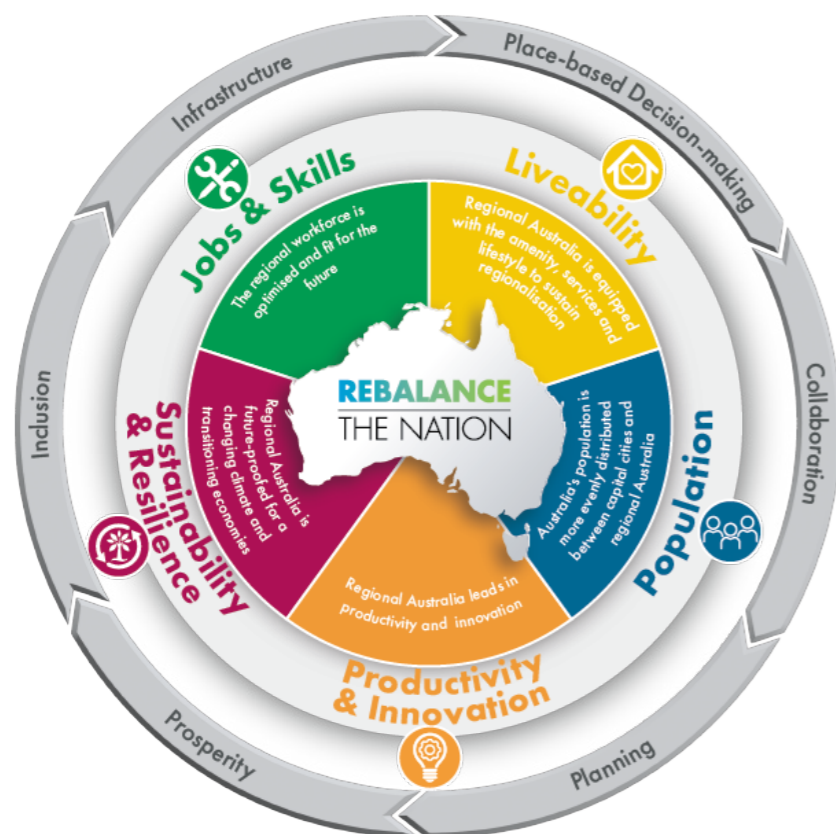 Infrastructure
Place-based Decision-making
Collaboration
Planning
Prosperity
Inclusion
Jobs & Skills
The regional workforce is
optimised and fit for the
future
Liveability
Regional Australia is equipped
with the amenity, services and
lifestyle to sustain
regionalisation
Population
Australia's population is
more evenly distributed
between capital cities and
regional Australia
Productivity
& Innovation
Regional Australia leads in
productivity and innovation
Sustainability
& Resilience
Regional Australia is
future-proofed for a
changing climate and
transitioning economies
REBALANCE
THE NATION